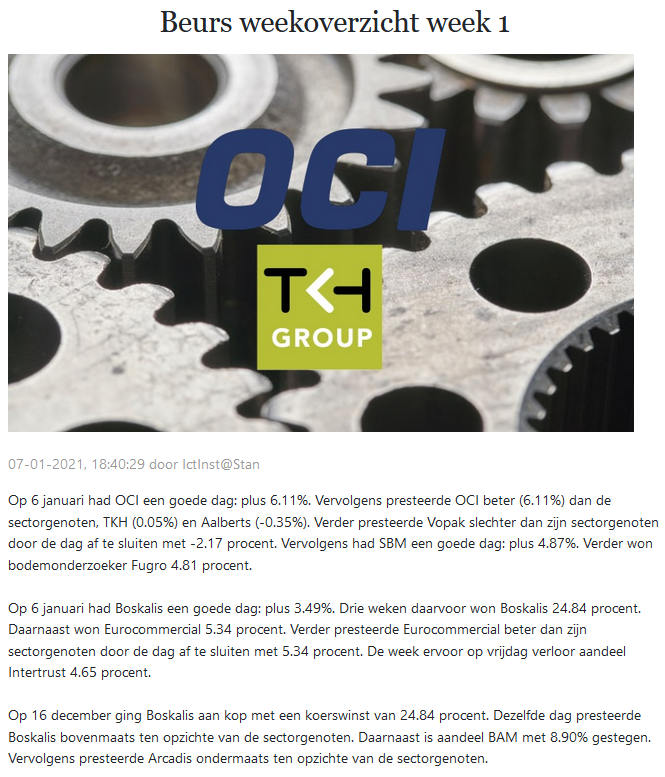 Beurs weekoverzicht week 1
OCI
TKH
GROUP
07-01-2021, 18:40:29 door IctInst@Stan
Op 6 januari had OCI een goede dag: plus 6.11%. Vervolgens presteerde OCI beter (6.11%) dan de
sectorgenoten, TKH (0.05%) en Aalberts (-0.35%). Verder presteerde Vopak slechter dan zijn sectorgenoten
door de dag af te sluiten met -2.17 procent. Vervolgens had SBM een goede dag: plus 4.87%. Verder won
bodemonderzoeker Fugro 4.81 procent.
Op 6 januari had Boskalis een goede dag: plus 3.49%. Drie weken daarvoor won Boskalis 24.84 procent.
Daarnaast won Eurocommercial 5.34 procent. Verder presteerde Eurocommercial beter dan zijn
sectorgenoten door de dag af te sluiten met 5.34 procent. De week ervoor op vrijdag verloor aandeel
Intertrust 4.65 procent.
Op 16 december ging Boskalis aan kop met een koerswinst van 24.84 procent. Dezelfde dag presteerde
Boskalis bovenmaats ten opzichte van de sectorgenoten. Daarnaast is aandeel BAM met 8.90% gestegen.
Vervolgens presteerde Arcadis ondermaats ten opzichte van de sectorgenoten.